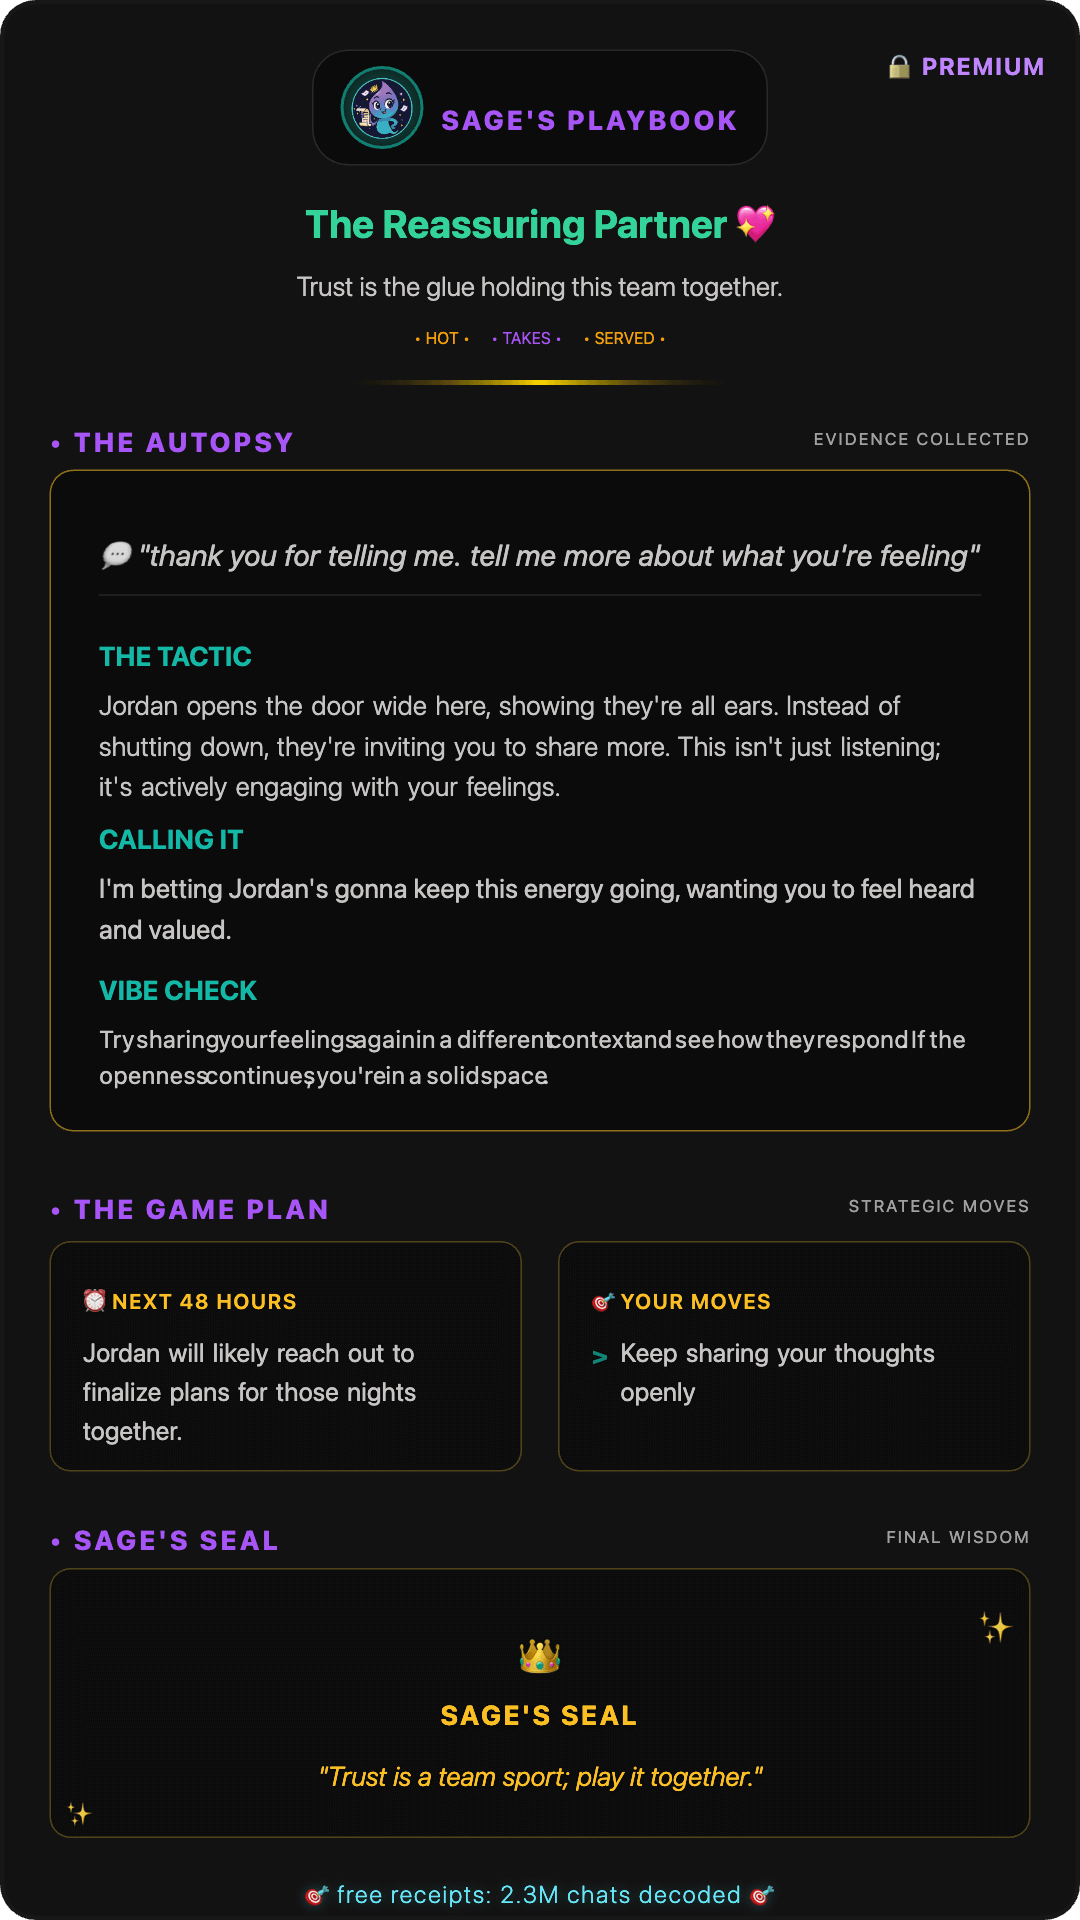 🔒 PREMIUM
SAGE'S PLAYBOOK
The Reassuring Partner 💖
Trust is the glue holding this team together.
• HOT • • TAKES • • SERVED •
• THE AUTOPSY
EVIDENCE COLLECTED
💬 "thank you for telling me. tell me more about what you're feeling"
THE TACTIC
Jordan opens the door wide here, showing they're all ears. Instead of
shutting down, they're inviting you to share more. This isn't just listening;
it's actively engaging with your feelings.
CALLING IT
I'm betting Jordan's gonna keep this energy going, wanting you to feel heard
and valued.
VIBE CHECK
Try sharing your feelings again in a different context and see how they respond. If the
openness continues, you're in a solid space.
• THE GAME PLAN
STRATEGIC MOVES
⏰ NEXT 48 HOURS
Jordan will likely reach out to
finalize plans for those nights
together.
🎯 YOUR MOVES
> Keep sharing your thoughts
openly
• SAGE'S SEAL
FINAL WISDOM
👑
SAGE'S SEAL
"Trust is a team sport; play it together."
🎯 free receipts: 2.3M chats decoded 🎯